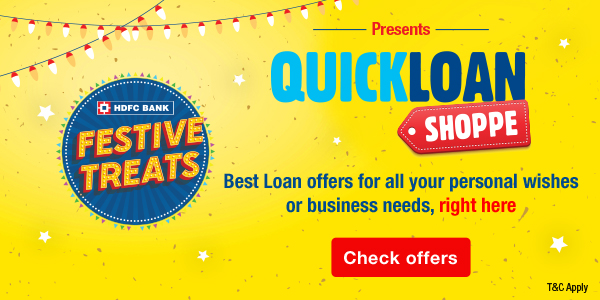 HDFC BANK
FESTIVE
TREATS
Presents
QUICKLOAN
SHOPPE
Best Loan offers for all your personal wishes
or business needs, right here
Check offers
T&C Apply